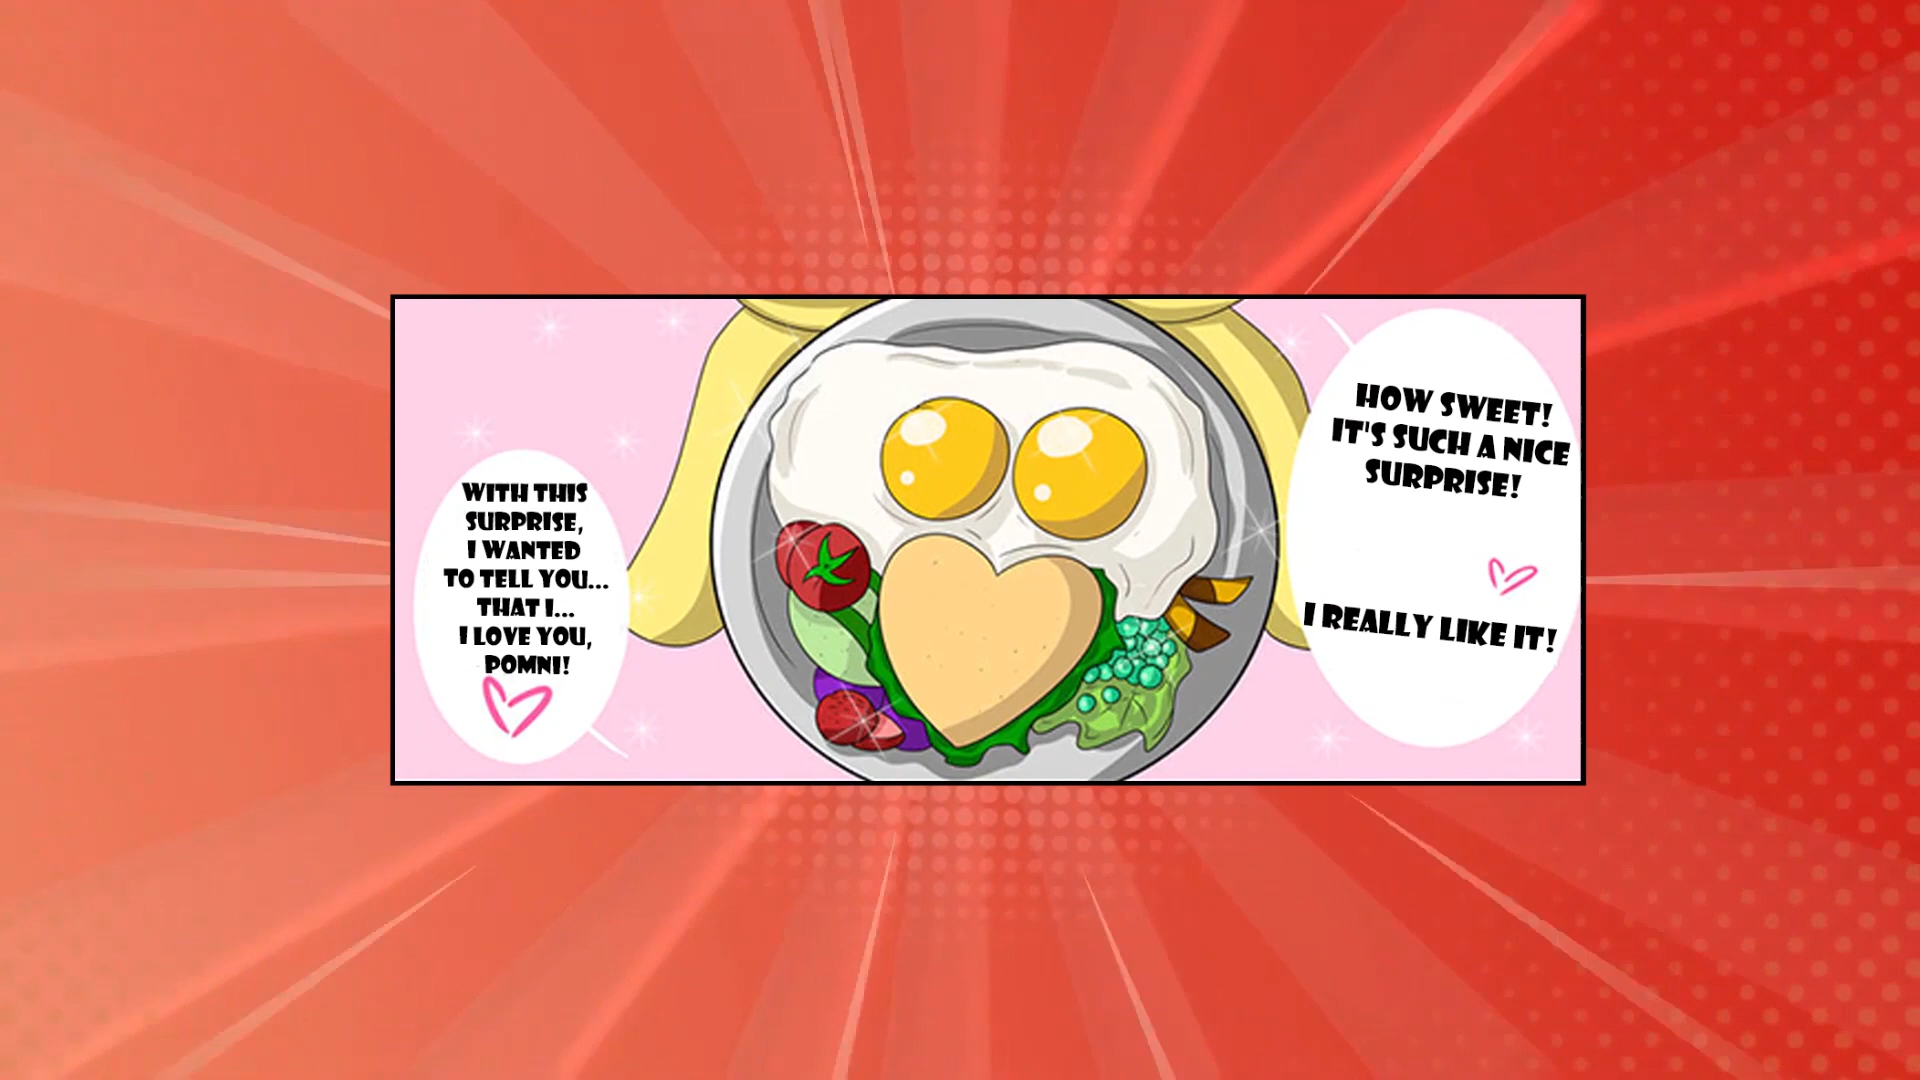 WITH THIS
SURPRISE,
I WANTED
TO TELL YOU...
THAT I...
I LOVE YOU,
POMNI!
HOW SWEET!
IT'S SUCH A NICE
SURPRISE!
I REALLY LIKE IT!